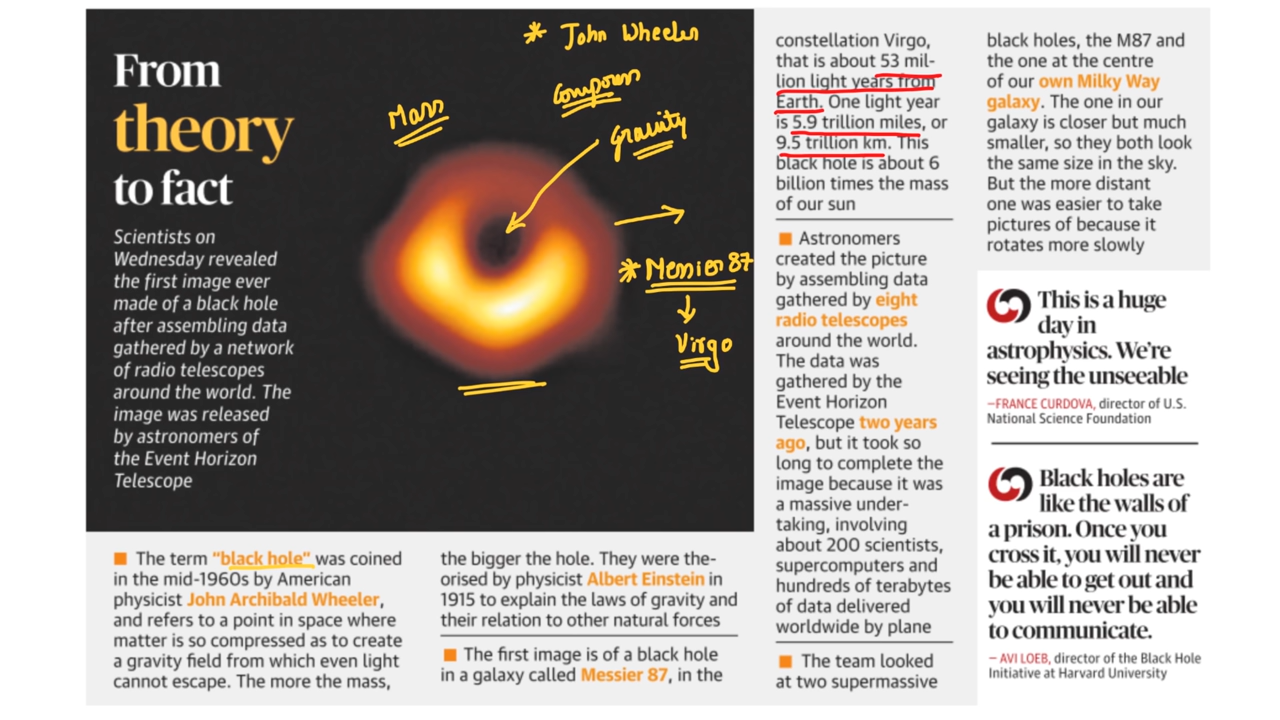 From
theory
to fact
Scientists on
Wednesday revealed
the first image ever
made of a black hole
after assembling data
gathered by a network
of radio telescopes
around the world. The
image was released
by astronomers of
the Event Horizon
Telescope
* John Wheeler
Mass
Gravity
* Messier 87
Virgo
■ The term “black hole” was coined
in the mid-1960s by American
physicist John Archibald Wheeler,
and refers to a point in space where
matter is so compressed as to create
a gravity field from which even light
cannot escape. The more the mass,
the bigger the hole. They were the-
orised by physicist Albert Einstein in
1915 to explain the laws of gravity and
their relation to other natural forces
■ The first image is of a black hole
in a galaxy called Messier 87, in the
constellation Virgo,
that is about 53 mil-
lion light years from
Earth. One light year
is 5.9 trillion miles, or
9.5 trillion km. This
black hole is about 6
billion times the mass
of our sun
■ Astronomers
created the picture
by assembling data
gathered by eight
radio telescopes
around the world.
The data was
gathered by the
Event Horizon
Telescope two years
ago, but it took so
long to complete the
image because it was
a massive under-
taking, involving
about 200 scientists,
supercomputers and
hundreds of terabytes
of data delivered
worldwide by plane
■ The team looked
at two supermassive
black holes, the M87 and
the one at the centre
of our own Milky Way
galaxy. The one in our
galaxy is closer but much
smaller, so they both look
the same size in the sky.
But the more distant
one was easier to take
pictures of because it
rotates more slowly
This is a huge
day in
astrophysics. We’re
seeing the unseeable
—FRANCE CURDOVA, director of U.S.
National Science Foundation
Black holes are
like the walls of
a prison. Once you
cross it, you will never
be able to get out and
you will never be able
to communicate.
— AVI LOEB, director of the Black Hole
Initiative at Harvard University